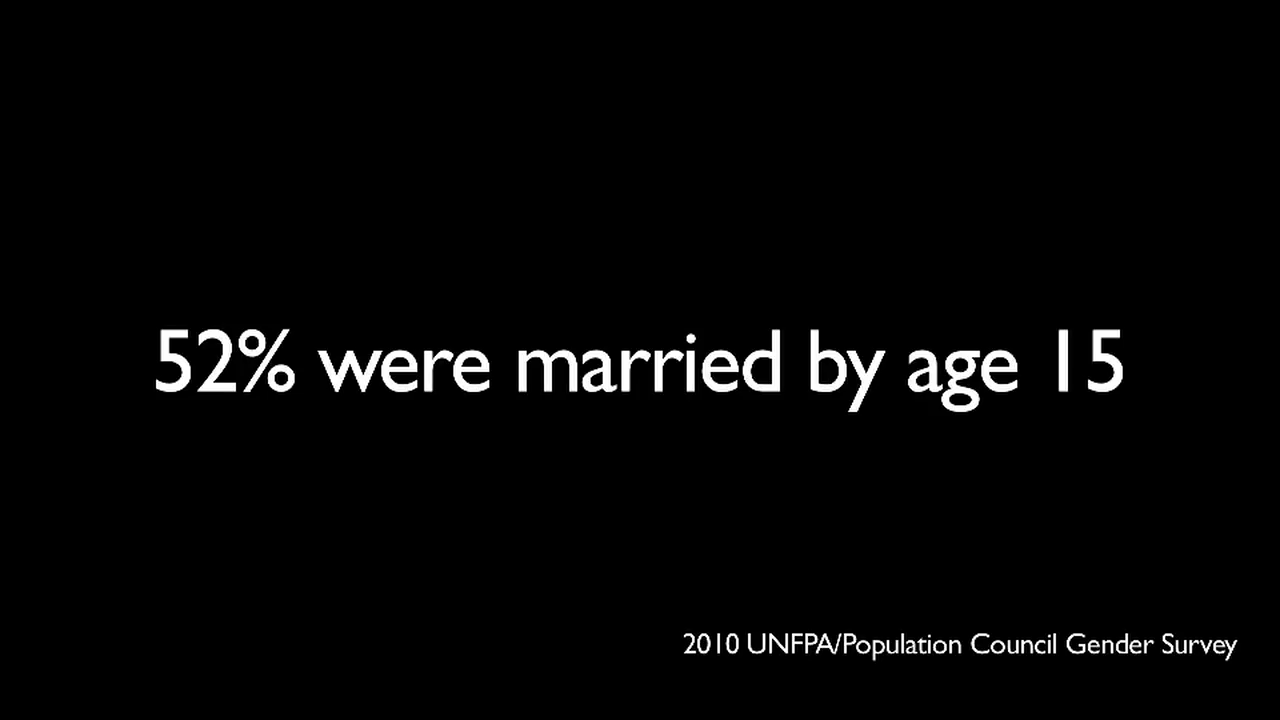 52% were married by age 15
2010 UNFPA/Population Council Gender Survey